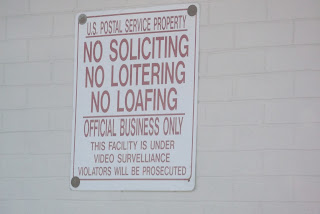 U.S. POSTAL SERVICE PROPERTY
NO SOLICITING
NO LOITERING
NO LOAFING
OFFICIAL BUSINESS ONLY
THIS FACILITY IS UNDER
VIDEO SURVELLIANCE
VIOLATORS WILL BE PROSECUTED